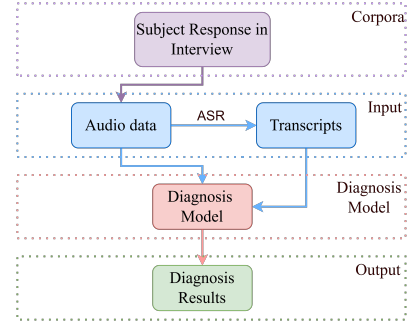 Corpora
Subject Response in
Interview
Input
Audio data
ASR
Transcripts
Diagnosis
Model
Diagnosis
Model
Output
Diagnosis
Results